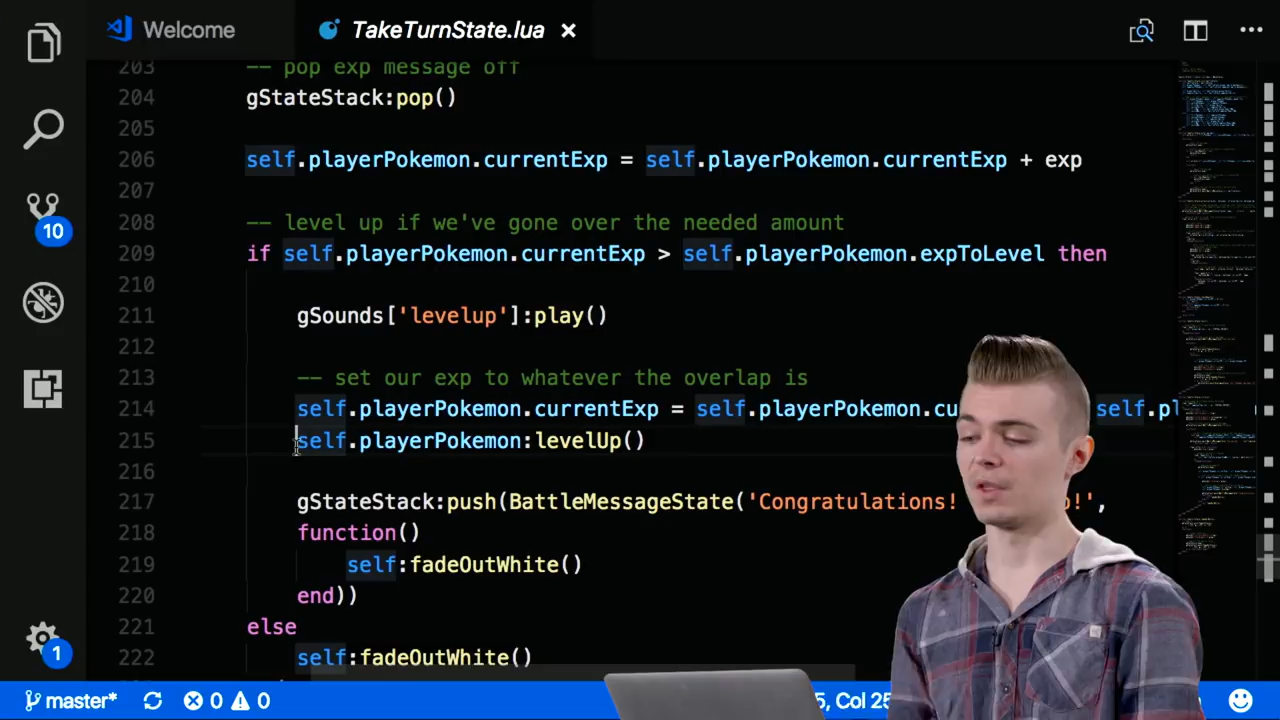 Welcome
TakeTurnState.lua
203 -- pop exp message off
204 gStateStack:pop()
205
206 self.playerPokemon.currentExp = self.playerPokemon.currentExp + exp
207
208 -- level up if we've gone over the needed amount
209 if self.playerPokemon.currentExp > self.playerPokemon.expToLevel then
210
211 gSounds['levelup']:play()
212
213 -- set our exp to whatever the overlap is
214 self.playerPokemon.currentExp = self.playerPokemon.cu self.pl
215 self.playerPokemon:levelUp()
216
217 gStateStack:push(BattleMessageState('Congratulations! !',
218 function()
219 self:fadeOutWhite()
220 end))
221 else
222 self:fadeOutWhite()
10
1
master* 0 0 5, Col 25